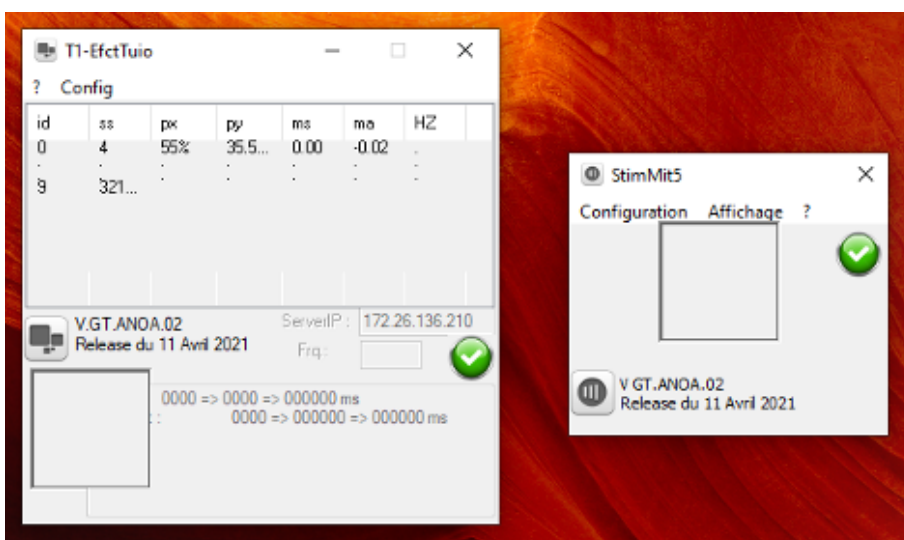 T1-EfctTuio
? Config
id ss px py ms ma HZ
0 4 55% 35.5... 0.00 -0.02 .
. . . . . . .
9 321...
V.GT.ANOA.02
Release du 11 Avril 2021
ServerIP : 172.26.136.210
Frq.:
0000 => 0000 => 000000 ms
: 0000 => 000000 => 000000 ms
StimMit5
Configuration Affichage ?
V GT.ANOA.02
Release du 11 Avril 2021